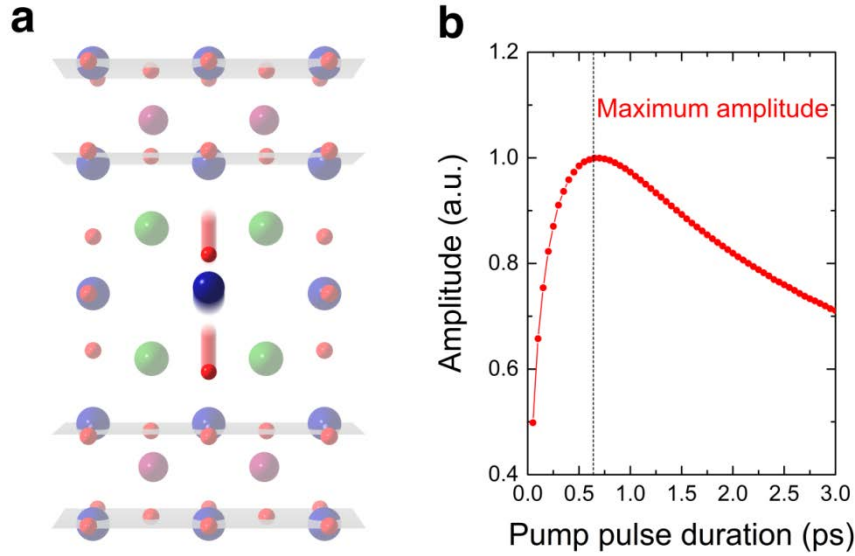 a
b
Maximum amplitude
Amplitude (a.u.)
1.2
1.0
0.8
0.6
0.4
0.0 0.5 1.0 1.5 2.0 2.5 3.0
Pump pulse duration (ps)